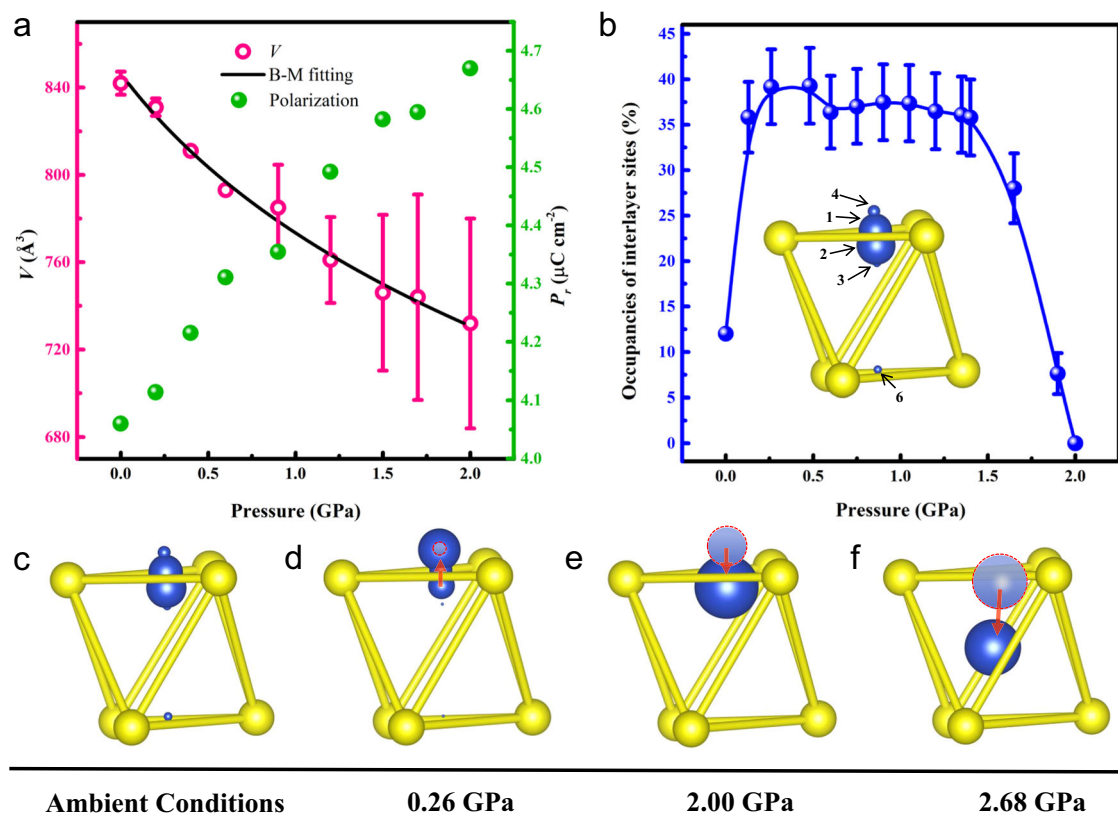 a
V (Å³)
840
800
760
720
680
V
B-M fitting
Polarization
4.7
4.6
4.5
4.4
4.3
4.2
4.1
4.0
Pᵣ (μC cm⁻²)
0.0 0.5 1.0 1.5 2.0
Pressure (GPa)
b
Occupancies of interlayer sites (%)
45
40
35
30
25
20
15
10
5
0
4
1
2
3
6
0.0 0.5 1.0 1.5 2.0
Pressure (GPa)
c d e f
Ambient Conditions 0.26 GPa 2.00 GPa 2.68 GPa